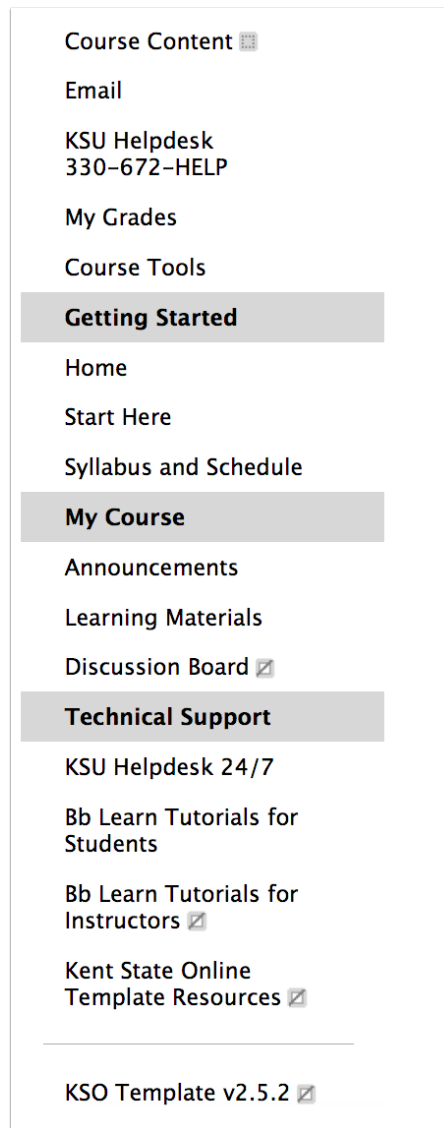 Course Content
Email
KSU Helpdesk
330-672-HELP
My Grades
Course Tools
Getting Started
Home
Start Here
Syllabus and Schedule
My Course
Announcements
Learning Materials
Discussion Board
Technical Support
KSU Helpdesk 24/7
Bb Learn Tutorials for
Students
Bb Learn Tutorials for
Instructors
Kent State Online
Template Resources
KSO Template v2.5.2